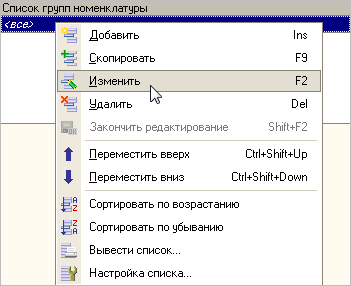 Список групп номенклатуры
<все>
Добавить Ins
Скопировать F9
Изменить F2
Удалить Del
Закончить редактирование Shift+F2
Переместить вверх Ctrl+Shift+Up
Переместить вниз Ctrl+Shift+Down
Сортировать по возрастанию
Сортировать по убыванию
Вывести список...
Настройка списка...